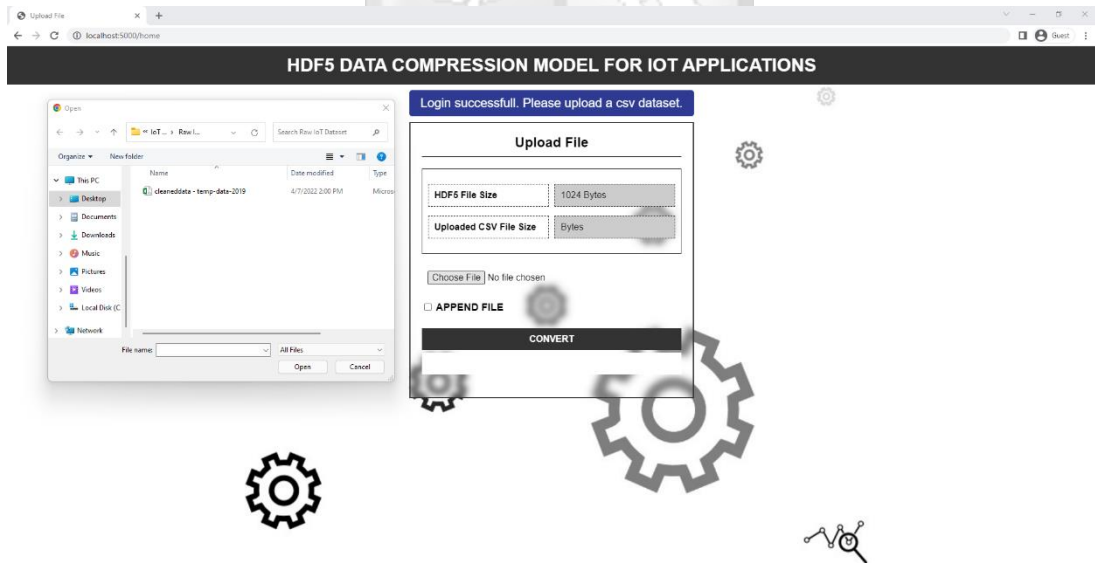 Upload File
localhost:5000/home
Guest
HDF5 DATA COMPRESSION MODEL FOR IOT APPLICATIONS
Open
« IoT ... › Raw I...
Search Raw IoT Dataset
Organize
New folder
Name
Date modified
Type
This PC
Desktop
Documents
Downloads
Music
Pictures
Videos
Local Disk (C
Network
cleaneddata - temp-data-2019
4/7/2022 2:00 PM
Micros
File name:
All Files
Open
Cancel
Login successfull. Please upload a csv dataset.
Upload File
HDF5 File Size
1024 Bytes
Uploaded CSV File Size
Bytes
Choose File No file chosen
APPEND FILE
CONVERT